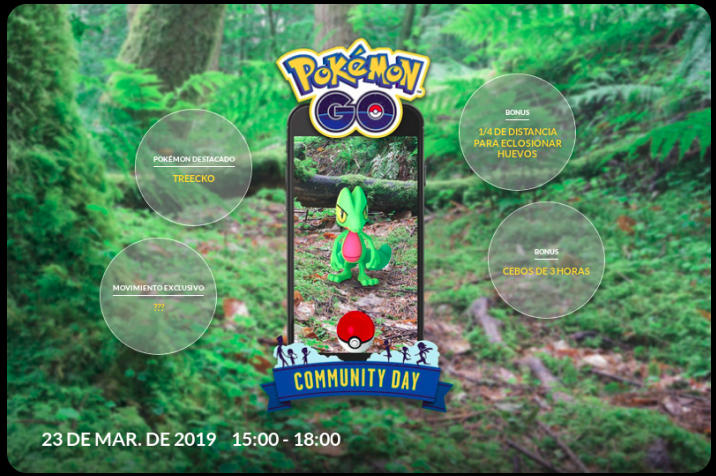 POKÉMON
GO
POKÉMON DESTACADO
TREECKO
MOVIMIENTO EXCLUSIVO
???
BONUS
1/4 DE DISTANCIA
PARA ECLOSIONAR
HUEVOS
BONUS
CEBOS DE 3 HORAS
COMMUNITY DAY
23 DE MAR. DE 2019 15:00 - 18:00